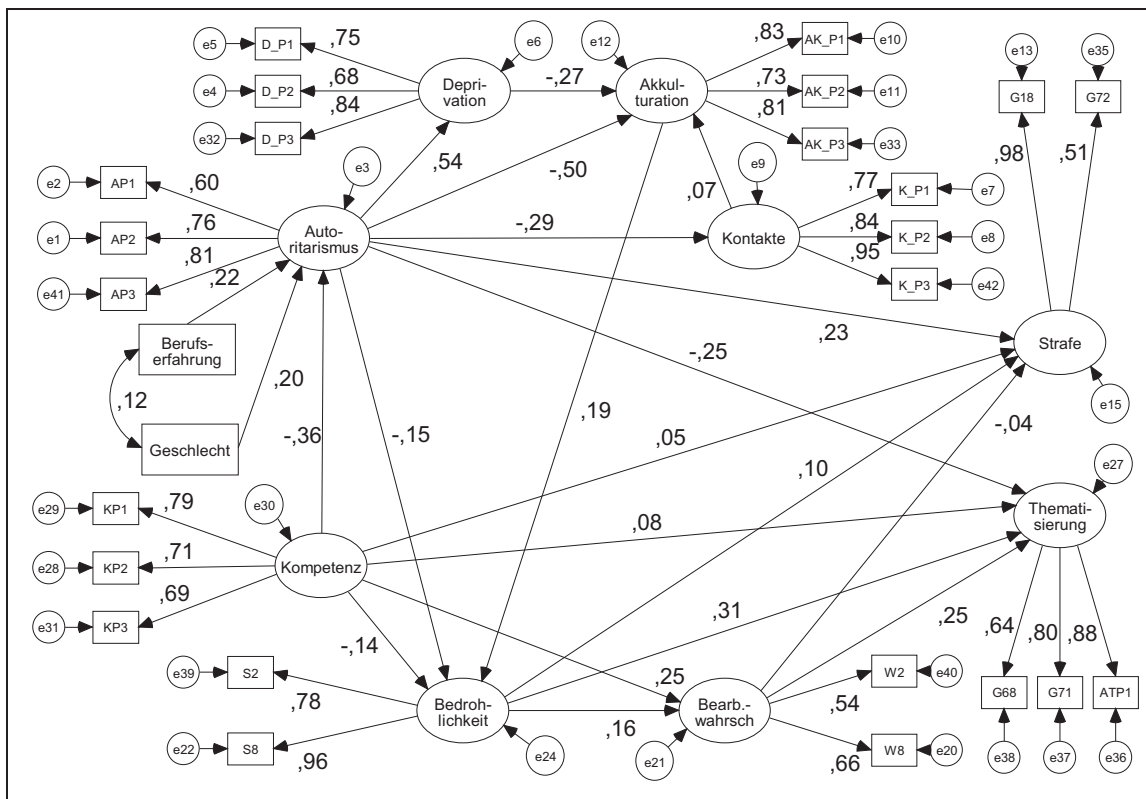 e5
D_P1
,75
e6
e12
,83
AK_P1
e10
e13
e35
e4
D_P2
,68
Depri-
vation
-,27
Akkul-
turation
,73
AK_P2
e11
G18
G72
e32
D_P3
,84
,81
AK_P3
e33
e2
AP1
,60
e3
,54
-,50
e9
,98
,51
,07
,77
K_P1
e7
e1
AP2
,76
Auto-
ritarismus
-,29
Kontakte
,84
K_P2
e8
e41
AP3
,81
,22
,95
K_P3
e42
Berufs-
erfahrung
,23
Strafe
-,25
,12
,20
,19
e15
Geschlecht
-,36
-,15
,05
-,04
,10
e27
e29
KP1
,79
e30
Themati-
sierung
,08
e28
KP2
,71
Kompetenz
e31
KP3
,69
,31
,25
,64
,80
,88
-,14
e39
S2
,78
,25
W2
e40
G68
G71
ATP1
Bedroh-
lichkeit
Bearb.-
wahrsch
,54
,16
e22
S8
,96
e24
e21
,66
W8
e20
e38
e37
e36